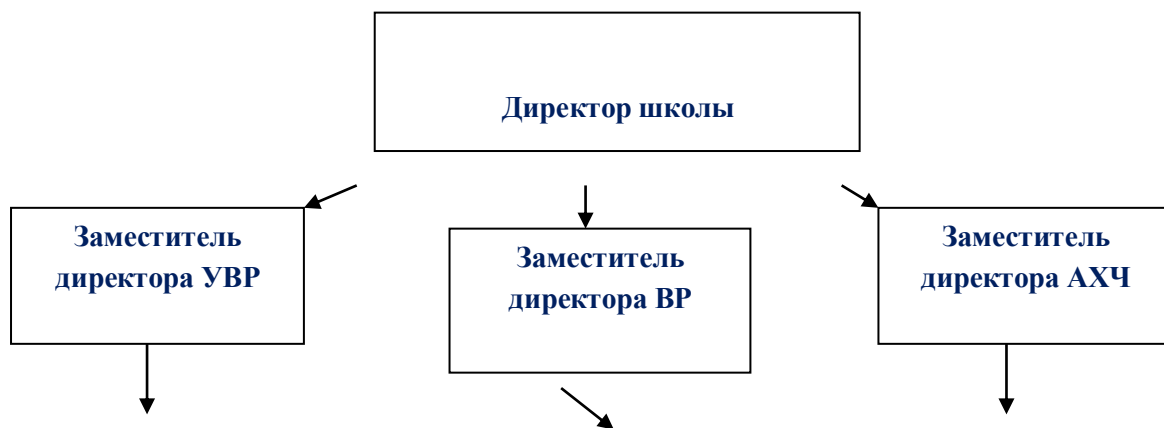 Директор школы
Заместитель
директора УВР
Заместитель
директора ВР
Заместитель
директора АХЧ